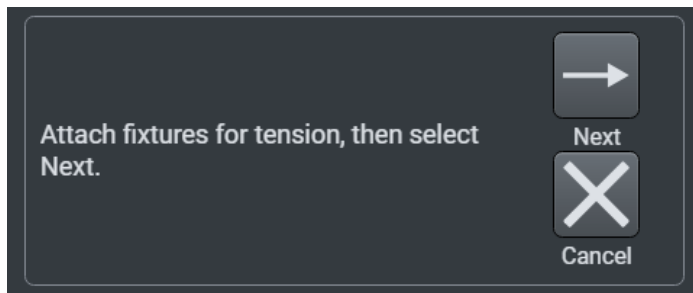 Attach fixtures for tension, then select
Next.
Next
Cancel